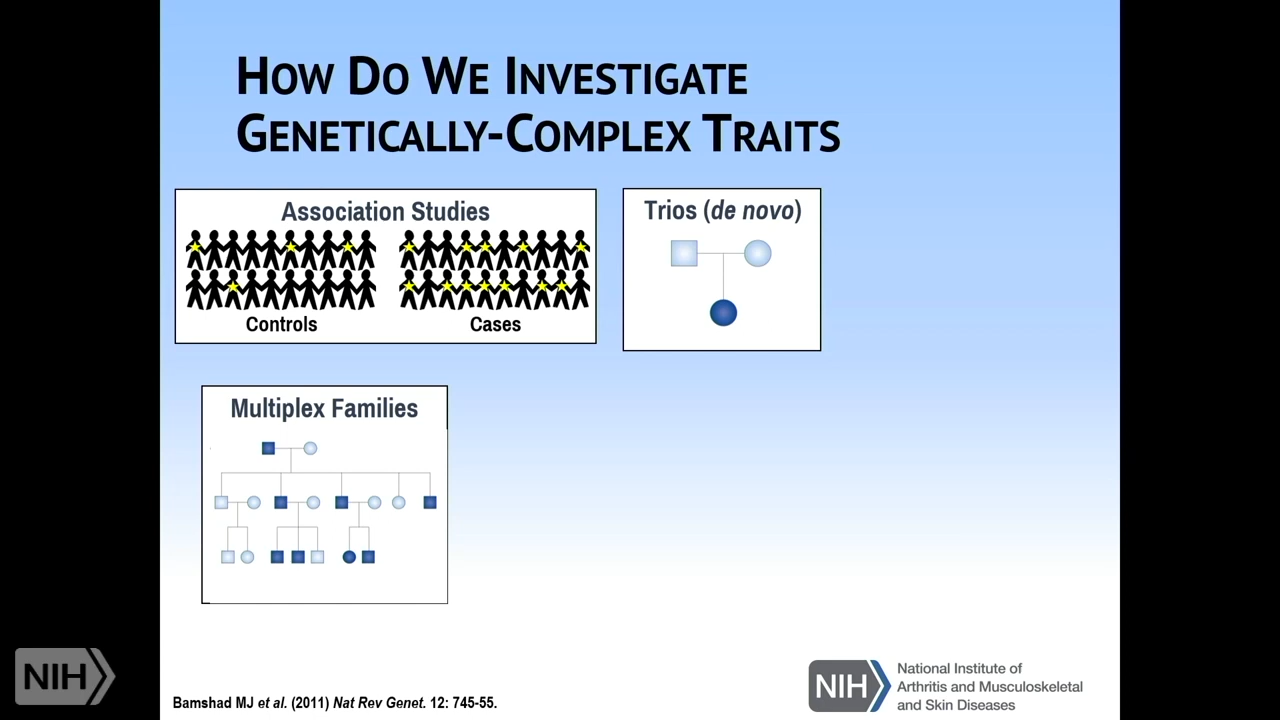 How Do We Investigate
Genetically-Complex Traits
Association Studies
Controls
Cases
Trios (de novo)
Multiplex Families
Bamshad MJ et al. (2011) Nat Rev Genet. 12: 745-55.
NIH
National Institute of
Arthritis and Musculoskeletal
and Skin Diseases
NIH